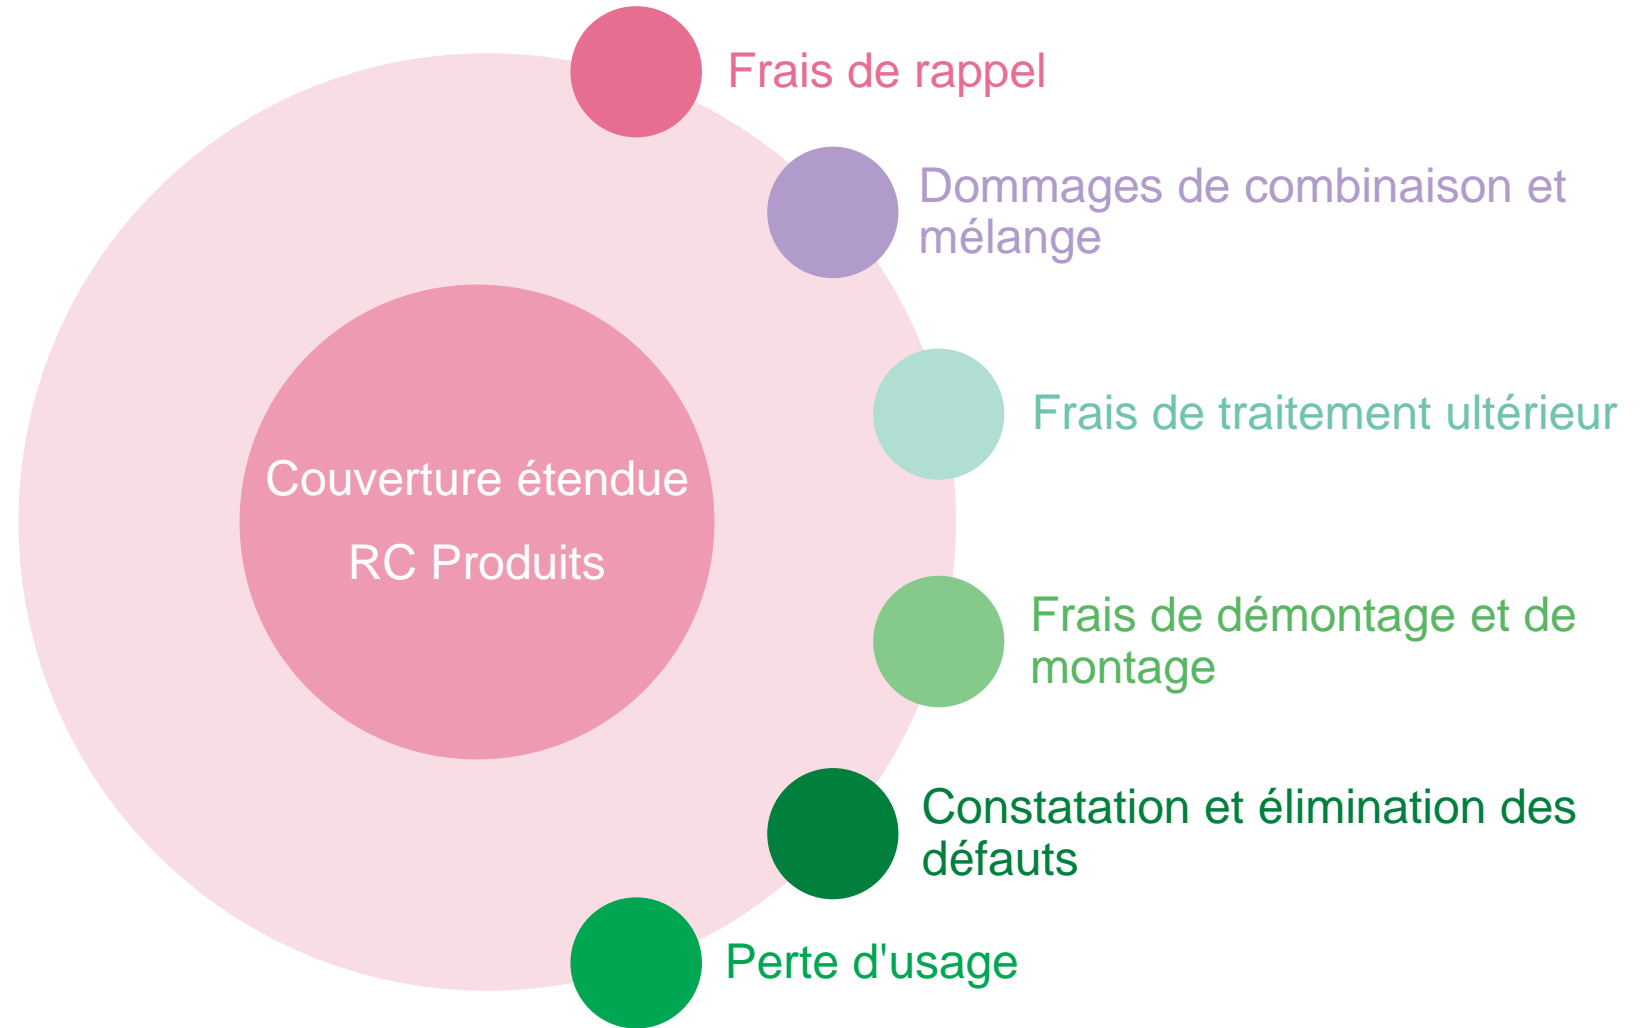 Frais de rappel
Dommages de combinaison et
mélange
Frais de traitement ultérieur
Couverture étendue
RC Produits
Frais de démontage et de
montage
Constatation et élimination des
défauts
Perte d'usage